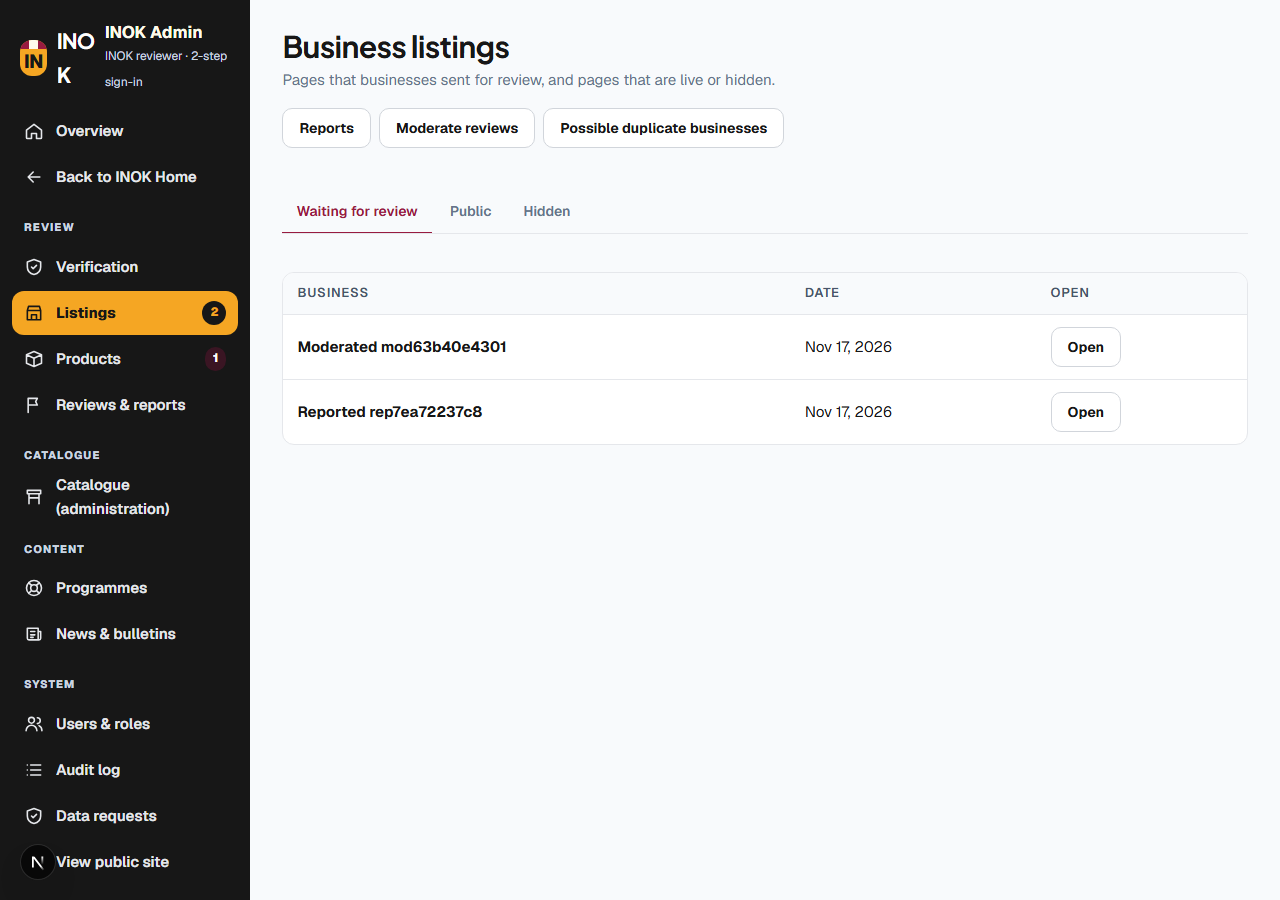 IN
INO
K
INOK Admin
INOK reviewer · 2-step
sign-in
Overview
Back to INOK Home
REVIEW
Verification
Listings 2
Products 1
Reviews & reports
CATALOGUE
Catalogue
(administration)
CONTENT
Programmes
News & bulletins
SYSTEM
Users & roles
Audit log
Data requests
N View public site
Business listings
Pages that businesses sent for review, and pages that are live or hidden.
Reports Moderate reviews Possible duplicate businesses
Waiting for review Public Hidden
BUSINESS DATE OPEN
Moderated mod63b40e4301 Nov 17, 2026 Open
Reported rep7ea72237c8 Nov 17, 2026 Open